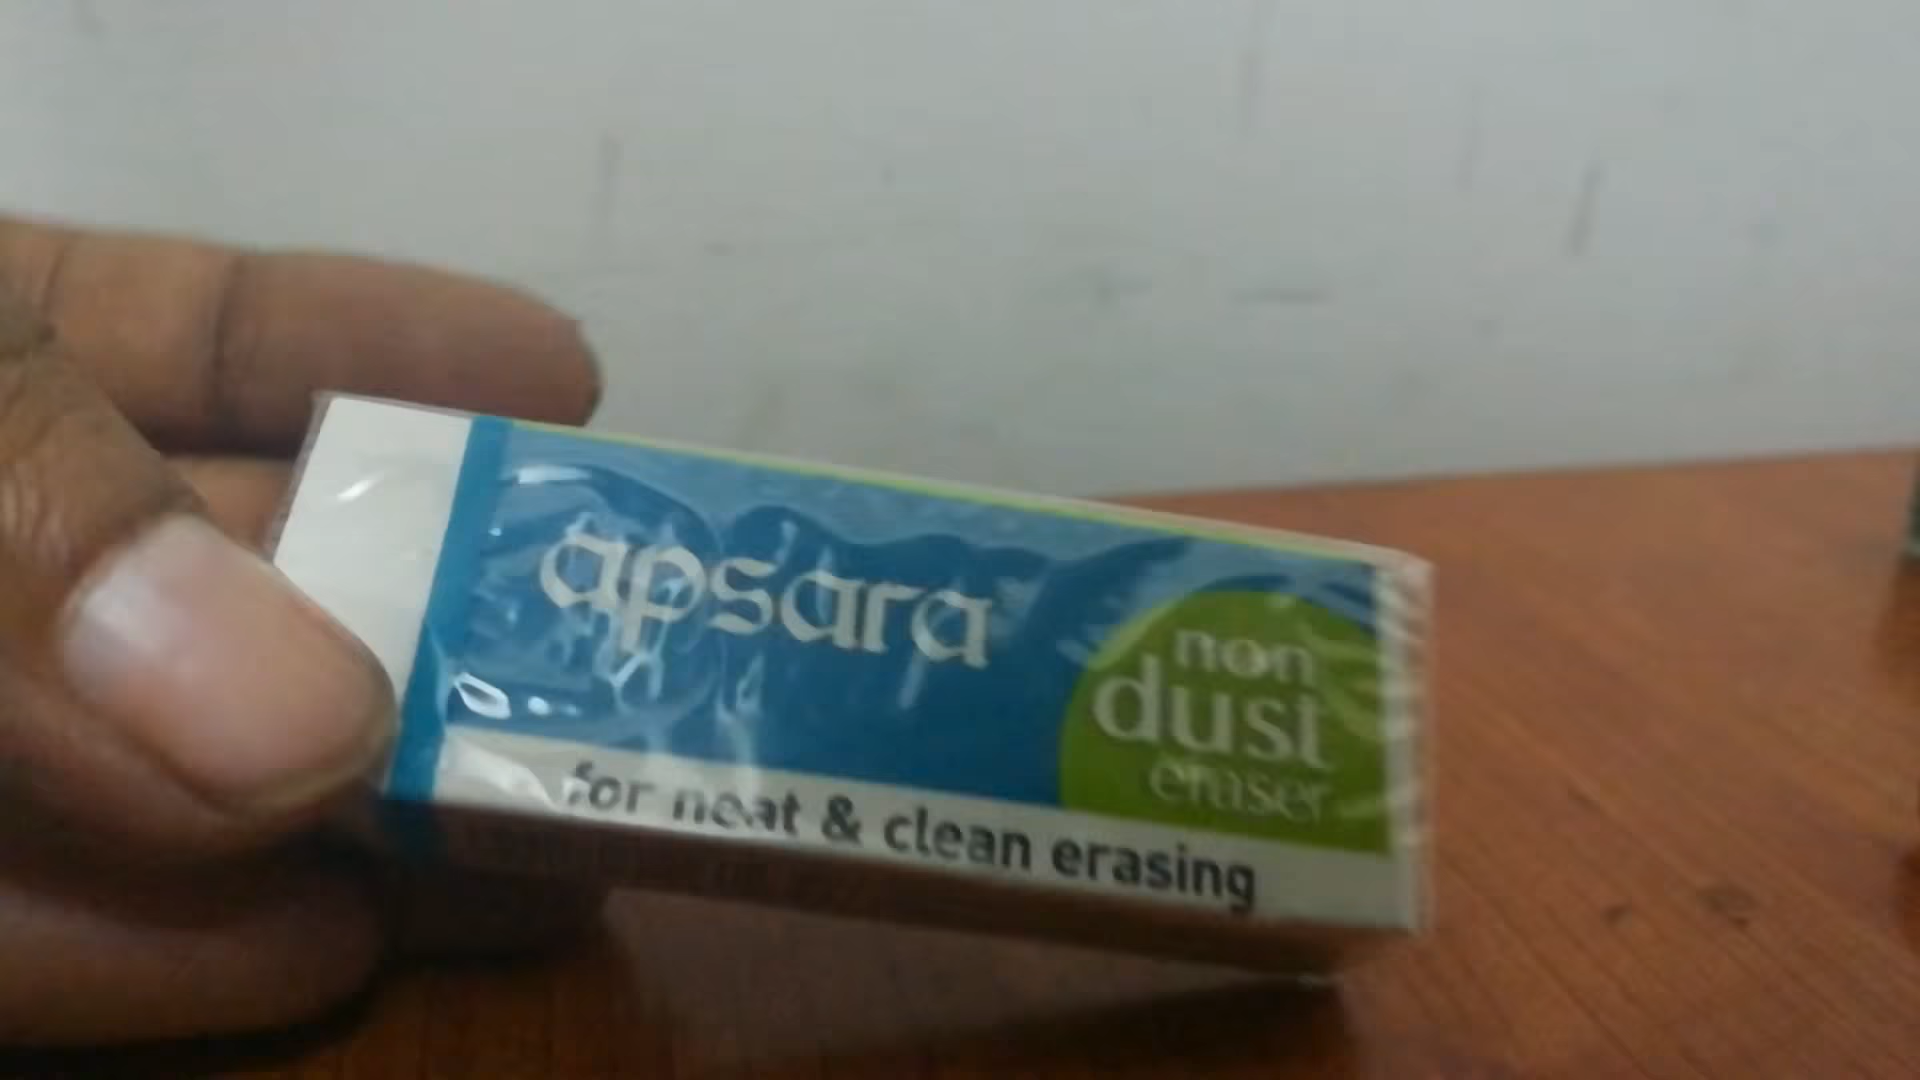 apsara
non
dust
eraser
for neat & clean erasing